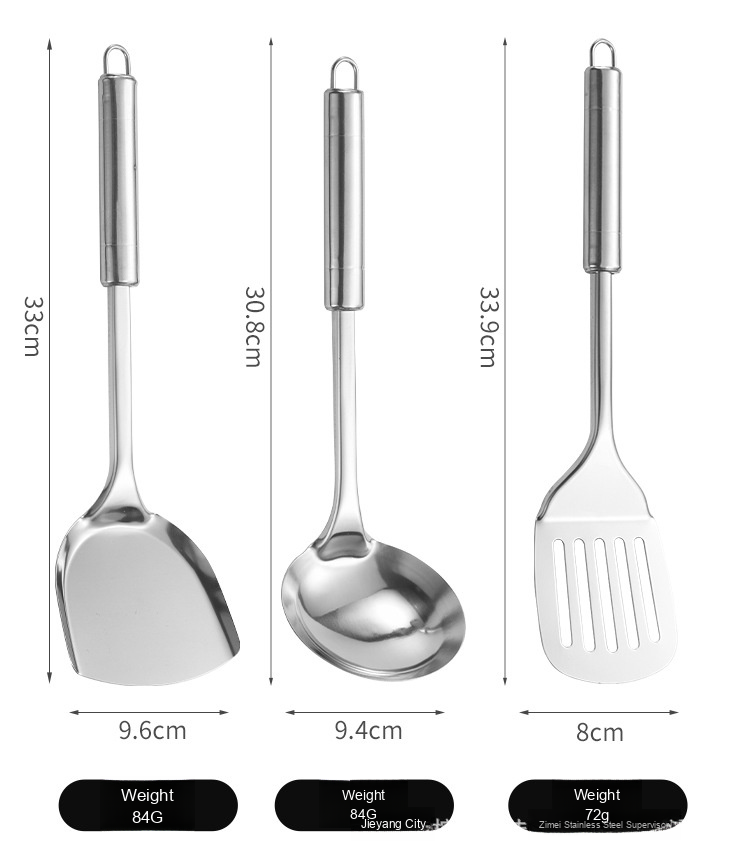 33cm
30.8cm
33.9cm
9.6cm
9.4cm
8cm
Weight
84G
Weight
84G
Weight
72g
Jieyang City
Zimei Stainless Steel Supervisor